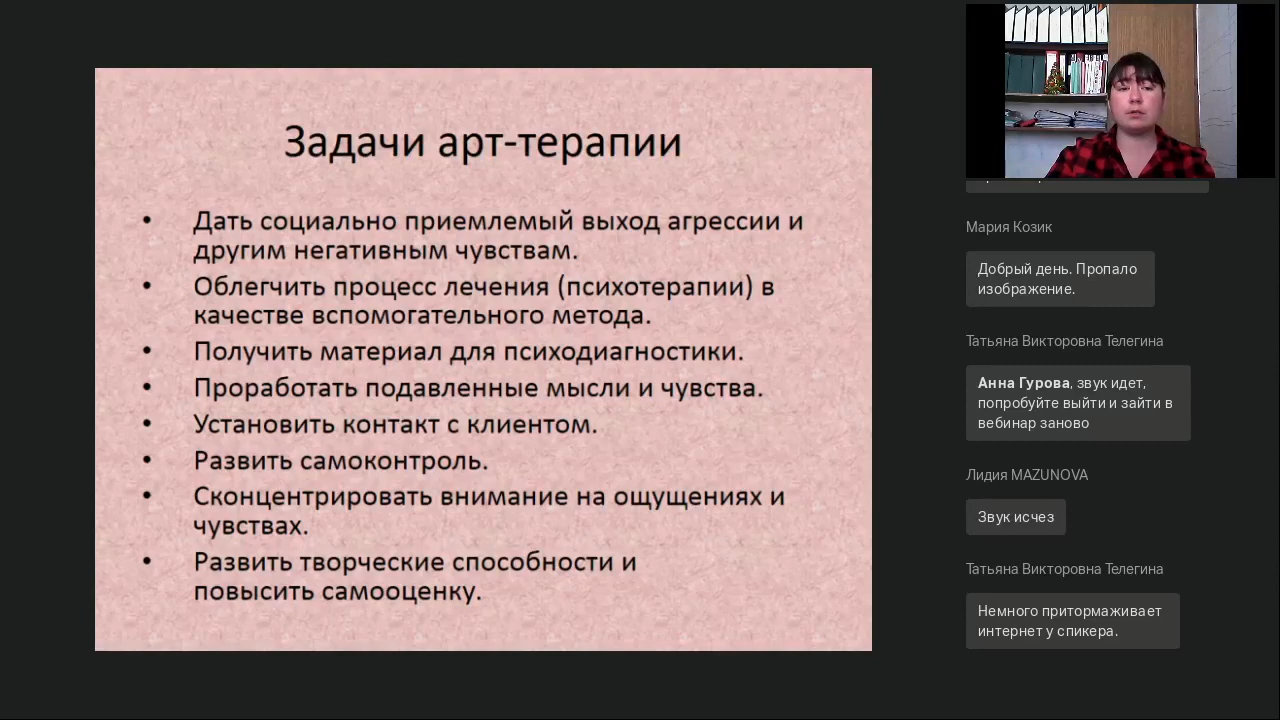 Задачи арт-терапии
• Дать социально приемлемый выход агрессии и
другим негативным чувствам.
• Облегчить процесс лечения (психотерапии) в
качестве вспомогательного метода.
• Получить материал для психодиагностики.
• Проработать подавленные мысли и чувства.
• Установить контакт с клиентом.
• Развить самоконтроль.
• Сконцентрировать внимание на ощущениях и
чувствах.
• Развить творческие способности и
повысить самооценку.
Мария Козик
Добрый день. Пропало
изображение.
Татьяна Викторовна Телегина
Анна Гурова, звук идет,
попробуйте выйти и зайти в
вебинар заново
Лидия MAZUNOVA
Звук исчез
Татьяна Викторовна Телегина
Немного притормаживает
интернет у спикера.